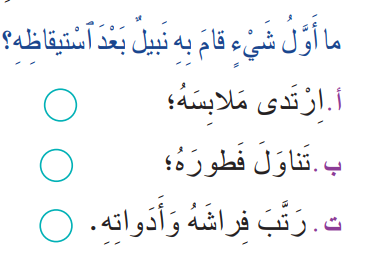 ما أَوَّلُ شَيْءٍ قامَ بِهِ نَبيلٌ بَعْدَ ٱسْتيقاظِهِ؟
أ. اِرْتَدى مَلابِسَهُ؛
ب. تَناوَلَ فَطورَهُ؛
ت. رَتَّبَ فِراشَهُ وَأَدَواتِهِ.